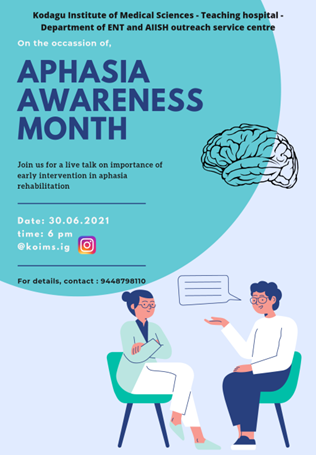 Kodagu Institute of Medical Sciences - Teaching hospital -
Department of ENT and AIISH outreach service centre
On the occassion of,
APHASIA
AWARENESS
MONTH
Join us for a live talk on importance of
early intervention in aphasia
rehabilitation
Date: 30.06.2021
time: 6 pm
@koims.ig
For details, contact : 9448798110